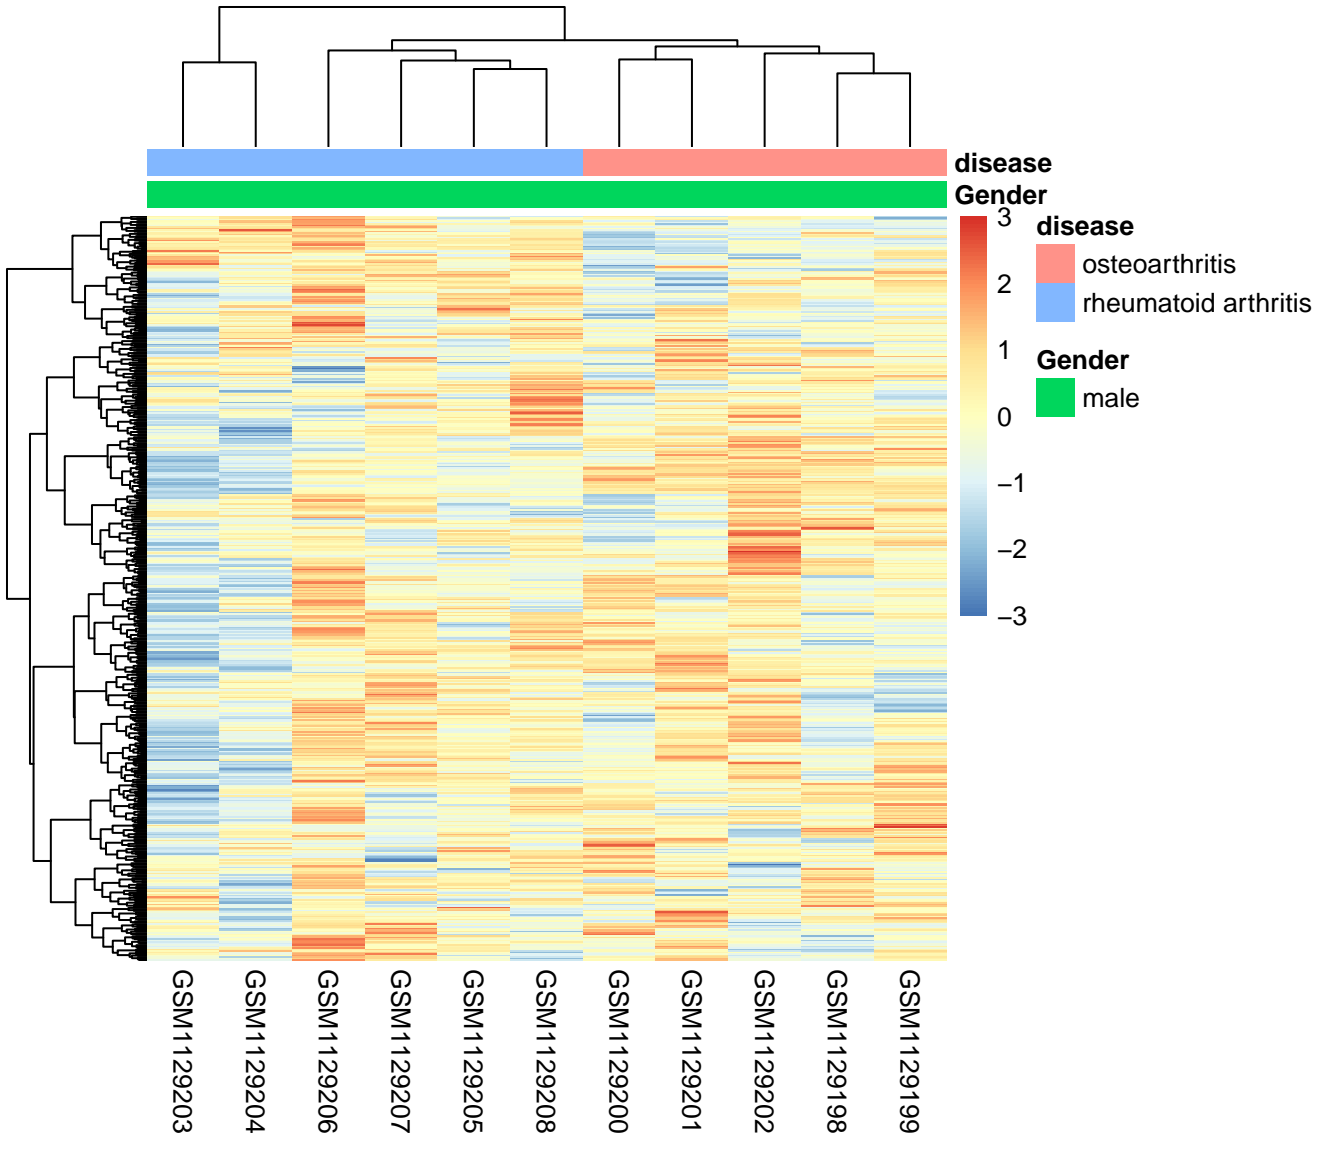 disease
Gender
3
2
1
0
−1
−2
−3
disease
osteoarthritis
rheumatoid arthritis
Gender
male
GSM1129203
GSM1129204
GSM1129206
GSM1129207
GSM1129205
GSM1129208
GSM1129200
GSM1129201
GSM1129202
GSM1129198
GSM1129199